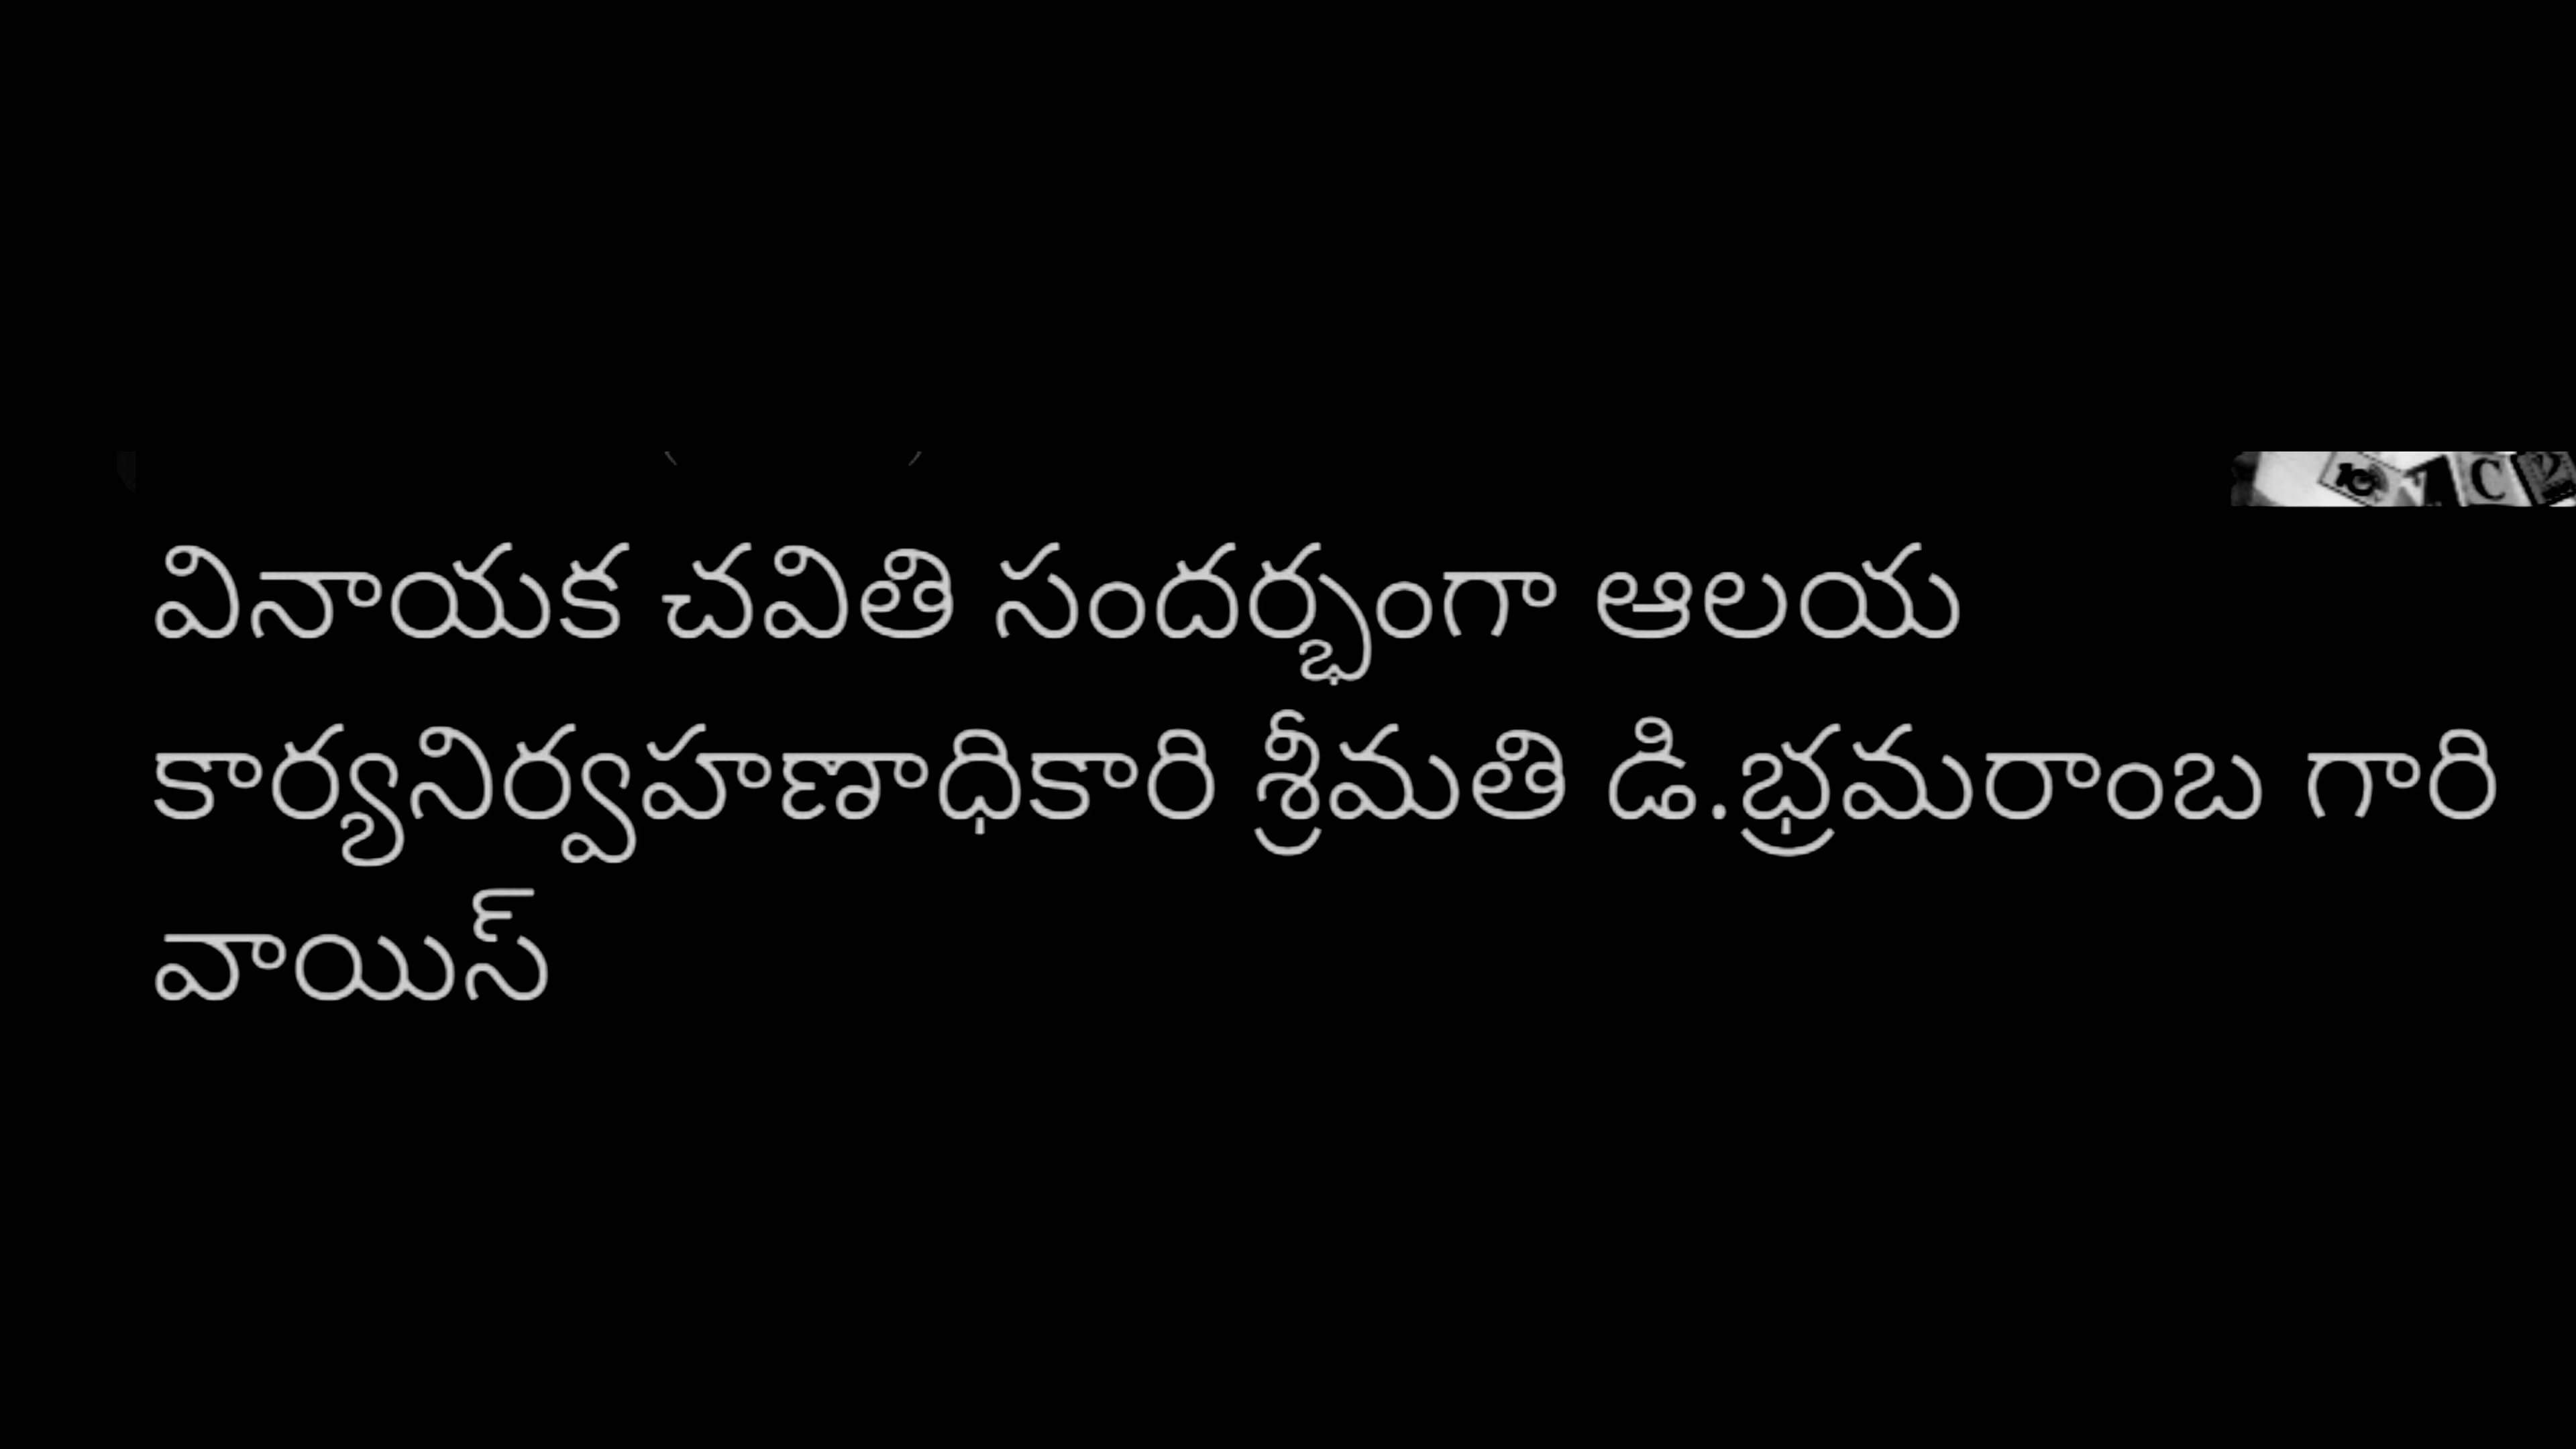 వినాయక చవితి సందర్భంగా ఆలయ
కార్యనిర్వహణాధికారి శ్రీమతి డి.భ్రమరాంబ గారి
వాయిస్